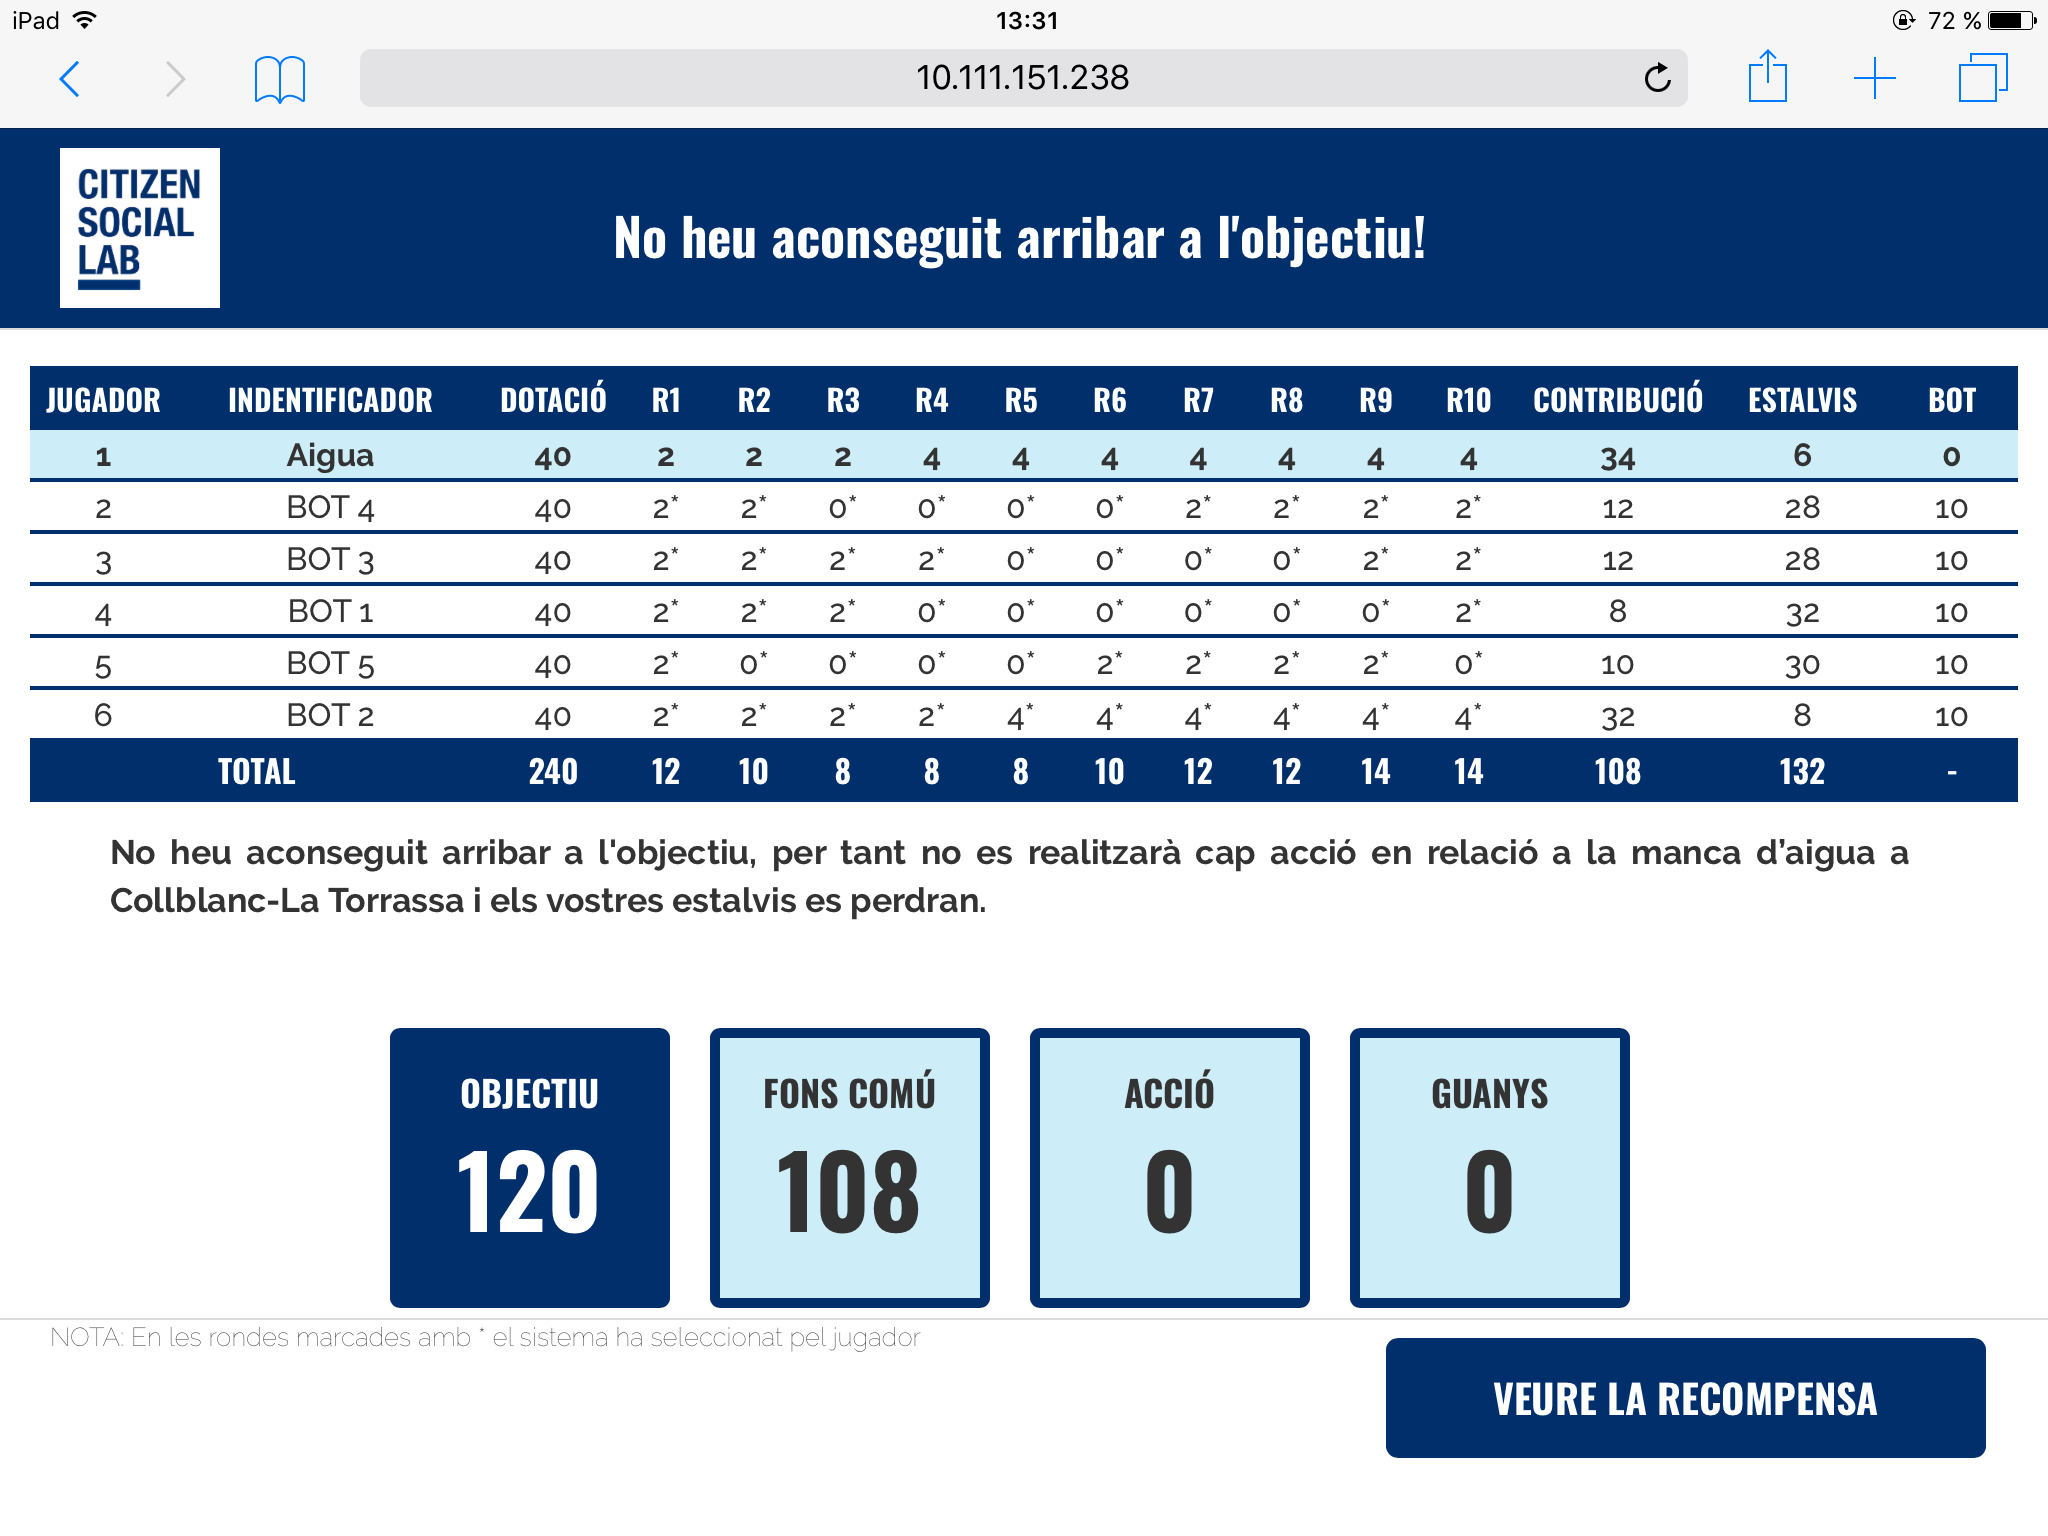 iPad 13:31 72 %
10.111.151.238
CITIZEN
SOCIAL
LAB
No heu aconseguit arribar a l'objectiu!
JUGADOR INDENTIFICADOR DOTACIÓ R1 R2 R3 R4 R5 R6 R7 R8 R9 R10 CONTRIBUCIÓ ESTALVIS BOT
1 Aigua 40 2 2 2 4 4 4 4 4 4 4 34 6 0
2 BOT 4 40 2* 2* 0* 0* 0* 0* 2* 2* 2* 2* 12 28 10
3 BOT 3 40 2* 2* 2* 2* 0* 0* 0* 0* 2* 2* 12 28 10
4 BOT 1 40 2* 2* 2* 0* 0* 0* 0* 0* 0* 2* 8 32 10
5 BOT 5 40 2* 0* 0* 0* 0* 2* 2* 2* 2* 0* 10 30 10
6 BOT 2 40 2* 2* 2* 2* 4* 4* 4* 4* 4* 4* 32 8 10
TOTAL 240 12 10 8 8 8 10 12 12 14 14 108 132 -
No heu aconseguit arribar a l'objectiu, per tant no es realitzarà cap acció en relació a la manca d’aigua a
Collblanc-La Torrassa i els vostres estalvis es perdran.
OBJECTIU FONS COMÚ ACCIÓ GUANYS
120 108 0 0
NOTA: En les rondes marcades amb * el sistema ha seleccionat pel jugador
VEURE LA RECOMPENSA